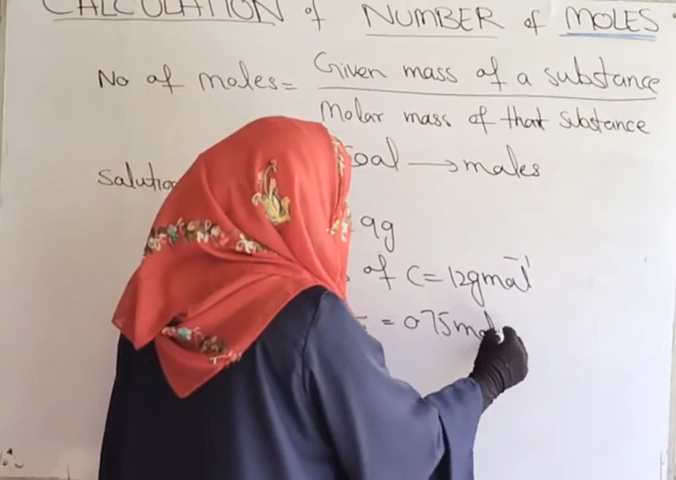 CALCULATION of NUMBER of MOLES
No of moles = Given mass of a substance
Molar mass of that substance
Coal → moles
Solution
9g
of C = 12gmol⁻¹
= 075mol